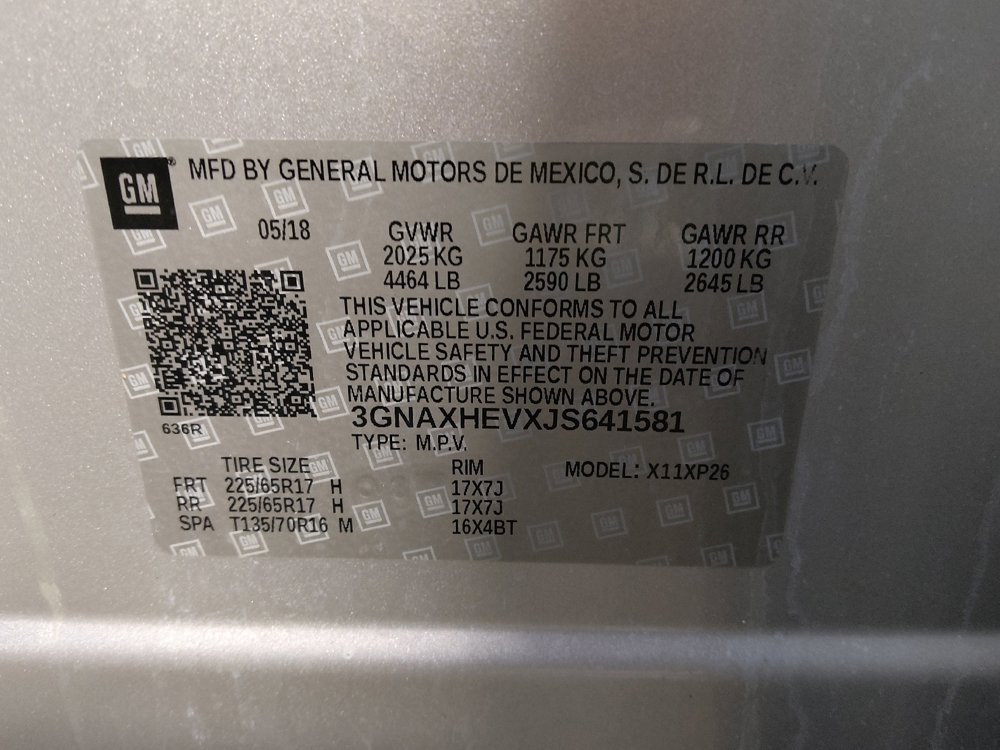 GM ® MFD BY GENERAL MOTORS DE MEXICO, S. DE R.L. DE C.V.
05/18 GVWR GAWR FRT GAWR RR
2025 KG 1175 KG 1200 KG
4464 LB 2590 LB 2645 LB
THIS VEHICLE CONFORMS TO ALL
APPLICABLE U.S. FEDERAL MOTOR
VEHICLE SAFETY AND THEFT PREVENTION
STANDARDS IN EFFECT ON THE DATE OF
MANUFACTURE SHOWN ABOVE.
3GNAXHEVXJS641581
636R
TYPE: M.P.V.
TIRE SIZE RIM MODEL: X11XP26
FRT 225/65R17 H 17X7J
RR 225/65R17 H 17X7J
SPA T135/70R16 M 16X4BT